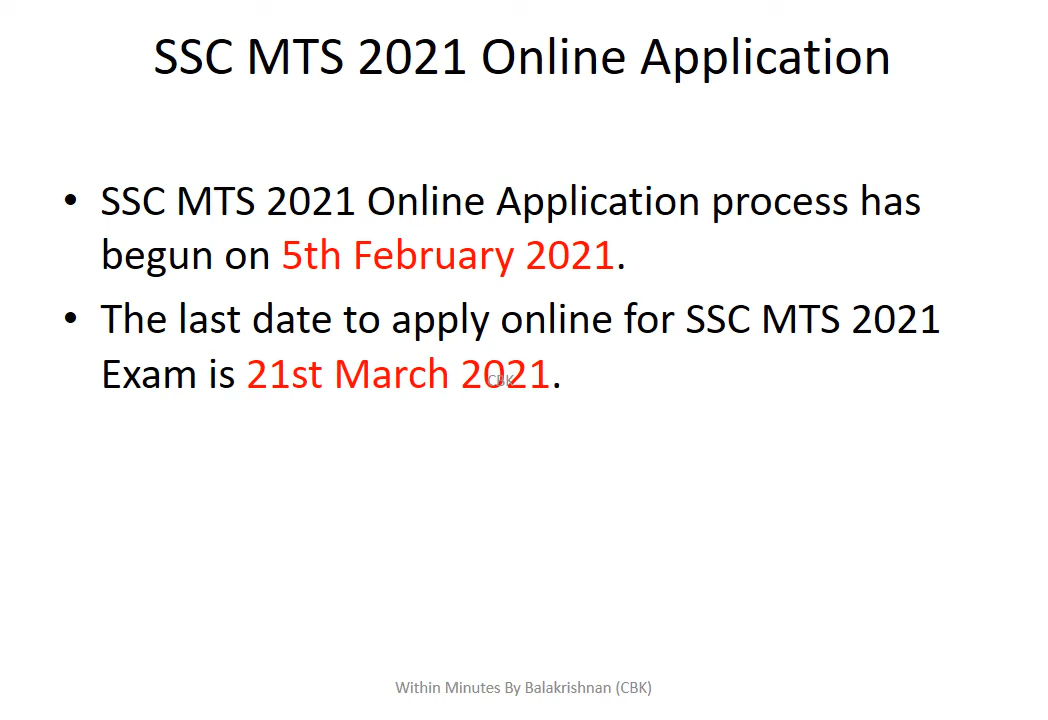 SSC MTS 2021 Online Application
• SSC MTS 2021 Online Application process has
begun on 5th February 2021.
• The last date to apply online for SSC MTS 2021
Exam is 21st March 2021.
CBK
Within Minutes By Balakrishnan (CBK)